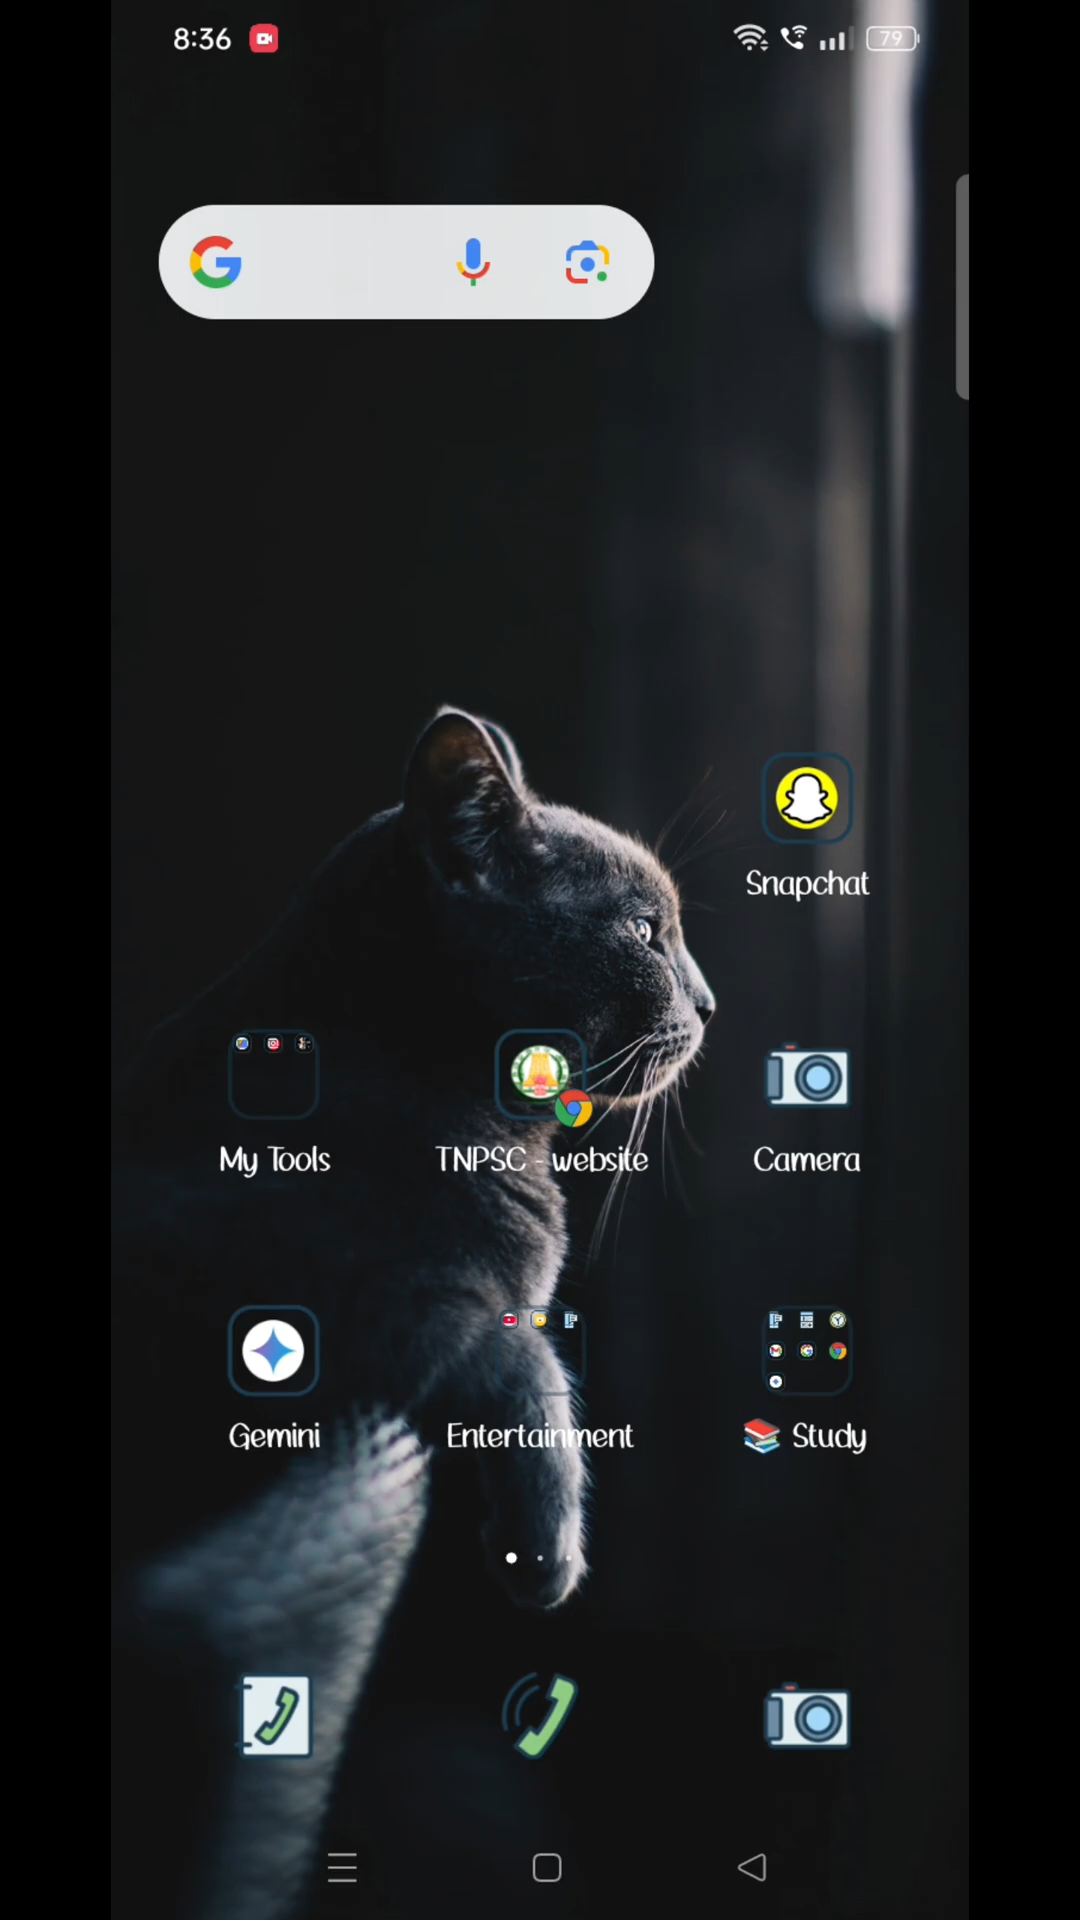 8:36
79
Snapchat
My Tools
TNPSC - website
Camera
Gemini
Entertainment
📚 Study